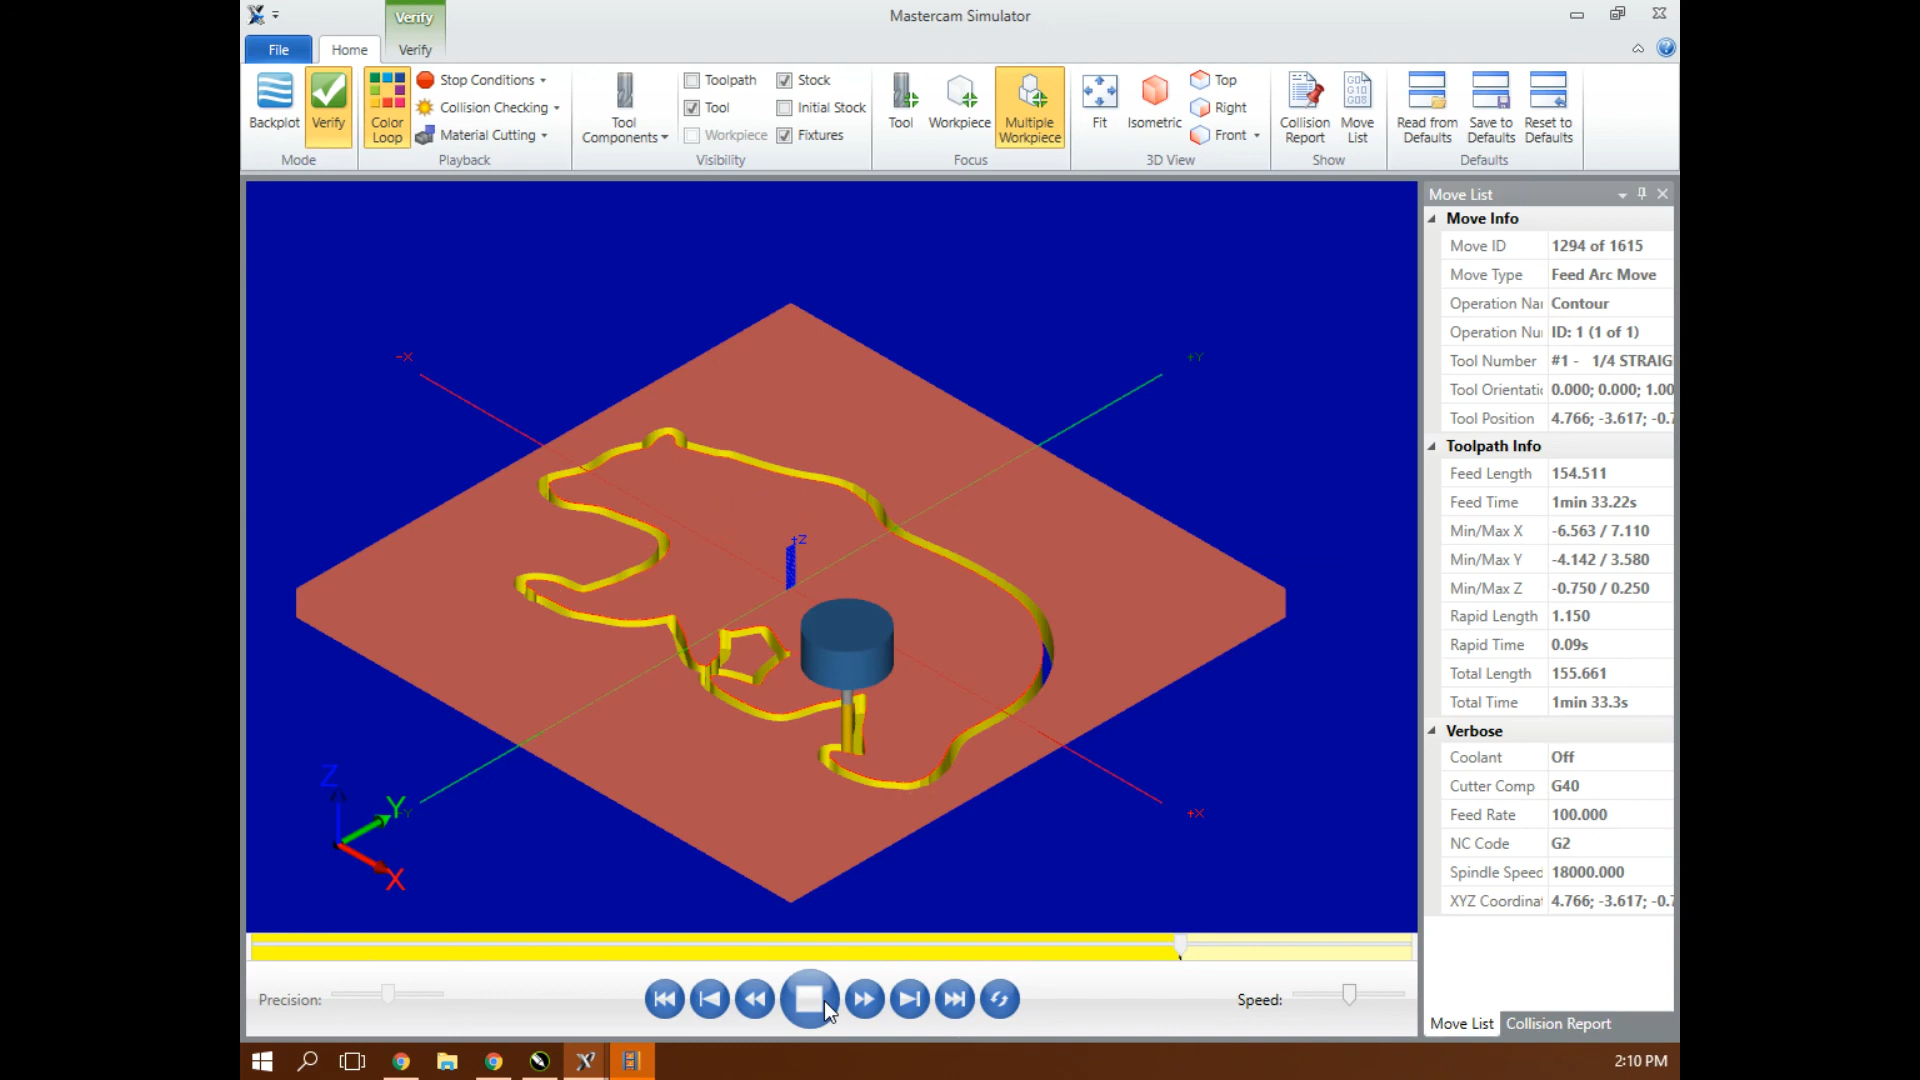 Verify
Mastercam Simulator
File
Home
Verify
Backplot
Verify
Mode
Color Loop
Stop Conditions
Collision Checking
Material Cutting
Playback
Tool Components
Toolpath
Tool
Workpiece
Stock
Initial Stock
Fixtures
Visibility
Tool
Workpiece
Multiple Workpiece
Focus
Fit
Isometric
Top
Right
Front
3D View
Collision Report
Move List
Show
Read from Defaults
Save to Defaults
Reset to Defaults
Defaults
-X
+Y
+Z
+X
Z
Y
X
Move List
Move Info
Move ID 1294 of 1615
Move Type Feed Arc Move
Operation Nai Contour
Operation Nu ID: 1 (1 of 1)
Tool Number #1 - 1/4 STRAIG
Tool Orientatio 0.000; 0.000; 1.00
Tool Position 4.766; -3.617; -0.7
Toolpath Info
Feed Length 154.511
Feed Time 1min 33.22s
Min/Max X -6.563 / 7.110
Min/Max Y -4.142 / 3.580
Min/Max Z -0.750 / 0.250
Rapid Length 1.150
Rapid Time 0.09s
Total Length 155.661
Total Time 1min 33.3s
Verbose
Coolant Off
Cutter Comp G40
Feed Rate 100.000
NC Code G2
Spindle Speed 18000.000
XYZ Coordinat 4.766; -3.617; -0.7
Precision:
Speed:
Move List
Collision Report
2:10 PM